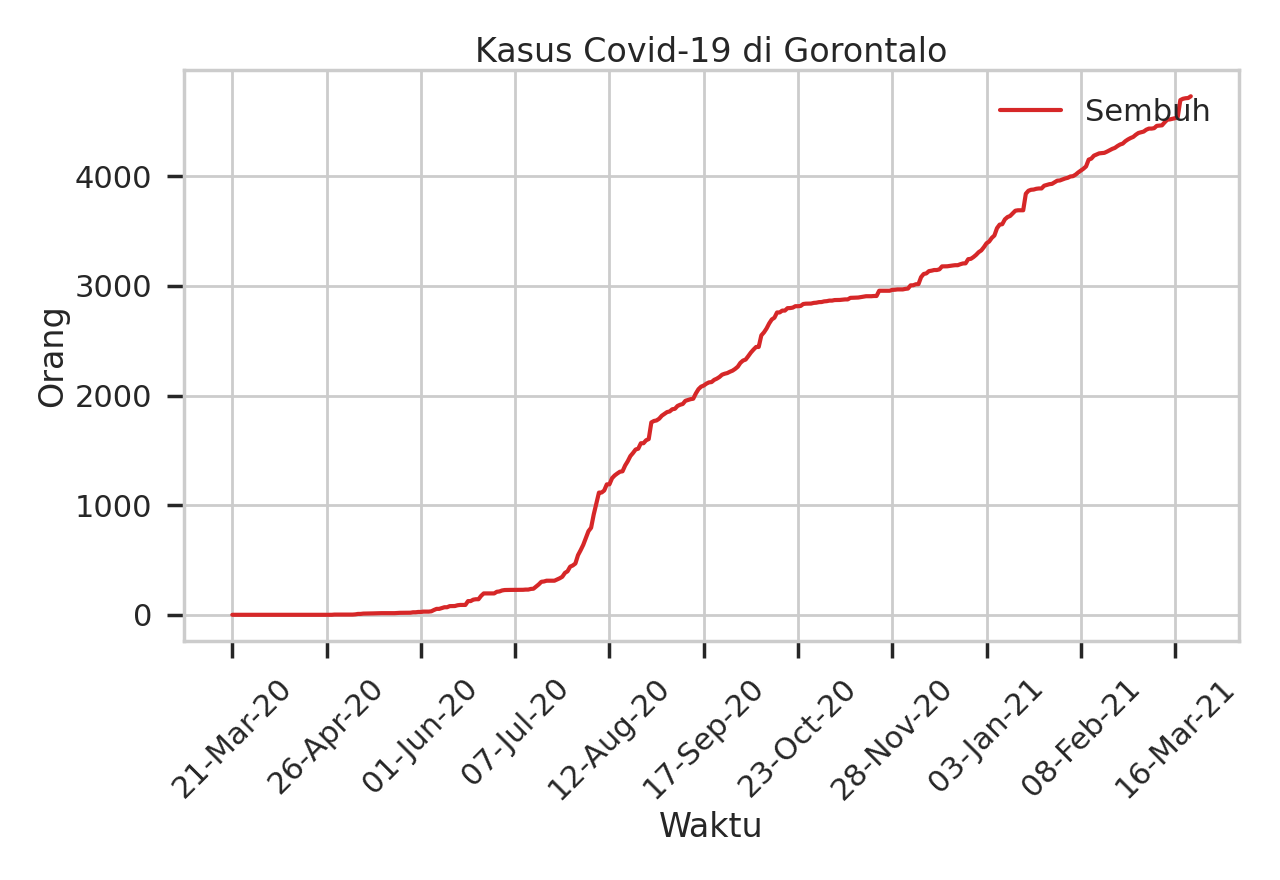 Kasus Covid-19 di Gorontalo
Sembuh
Orang
4000
3000
2000
1000
0
21-Mar-20
26-Apr-20
01-Jun-20
07-Jul-20
12-Aug-20
17-Sep-20
23-Oct-20
28-Nov-20
03-Jan-21
08-Feb-21
16-Mar-21
Waktu